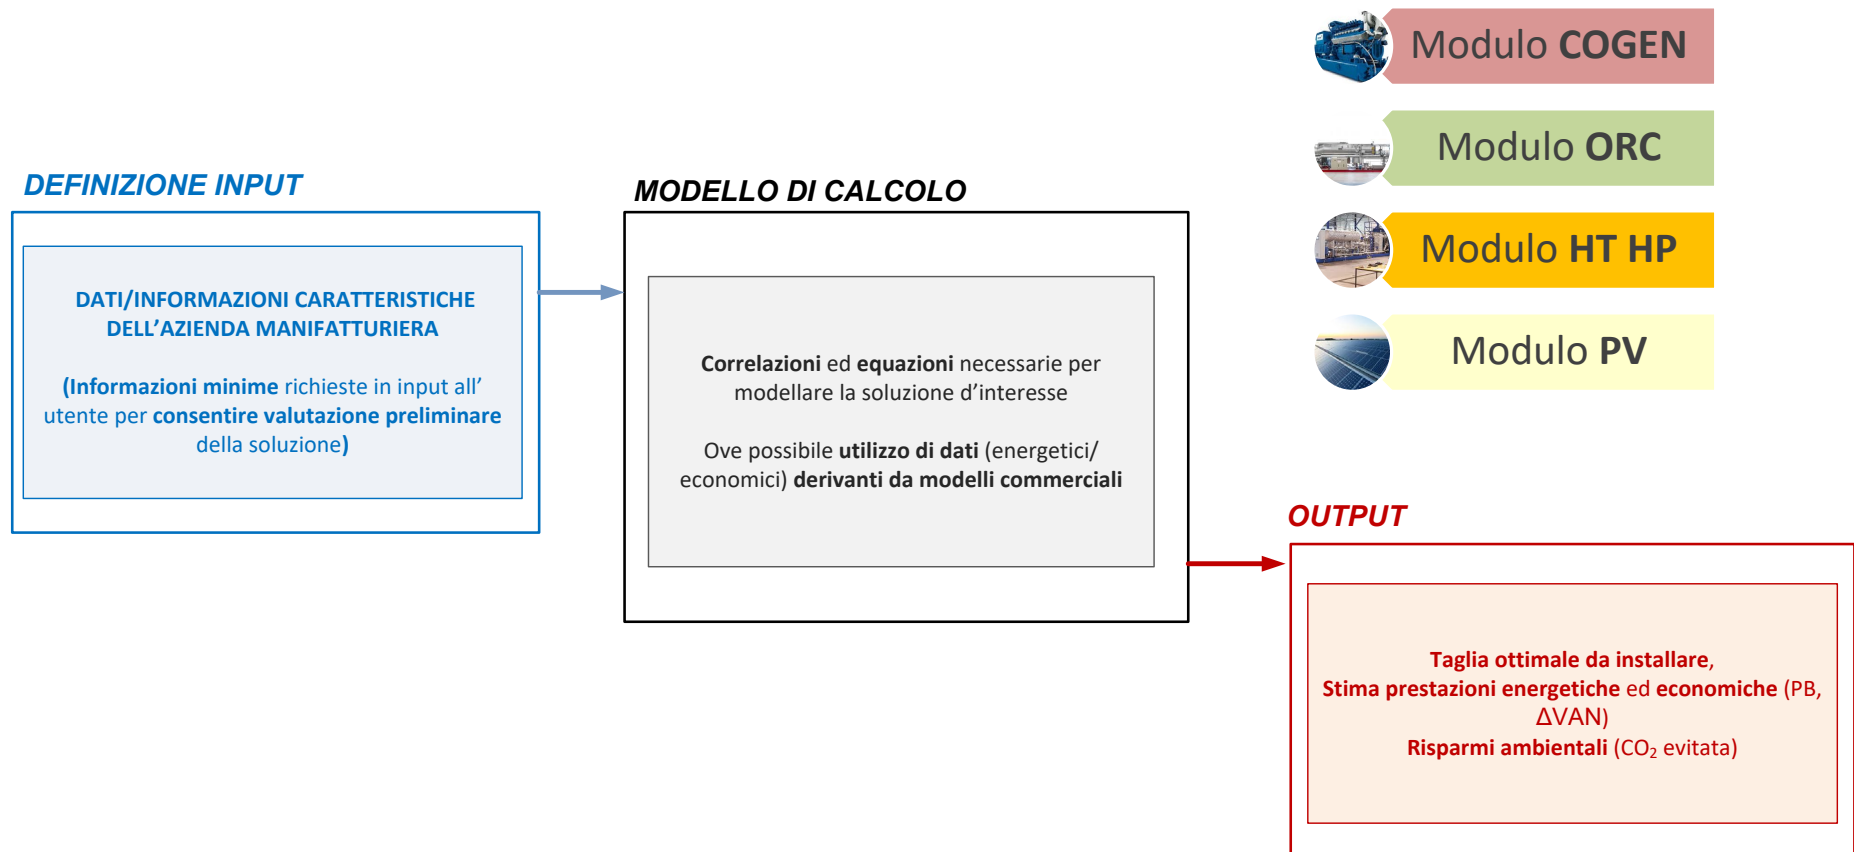 Modulo COGEN
Modulo ORC
Modulo HT HP
Modulo PV
DEFINIZIONE INPUT
DATI/INFORMAZIONI CARATTERISTICHE
DELL'AZIENDA MANIFATTURIERA
(Informazioni minime richieste in input all’
utente per consentire valutazione preliminare
della soluzione)
MODELLO DI CALCOLO
Correlazioni ed equazioni necessarie per
modellare la soluzione d’interesse
Ove possibile utilizzo di dati (energetici/
economici) derivanti da modelli commerciali
OUTPUT
Taglia ottimale da installare,
Stima prestazioni energetiche ed economiche (PB,
ΔVAN)
Risparmi ambientali (CO₂ evitata)